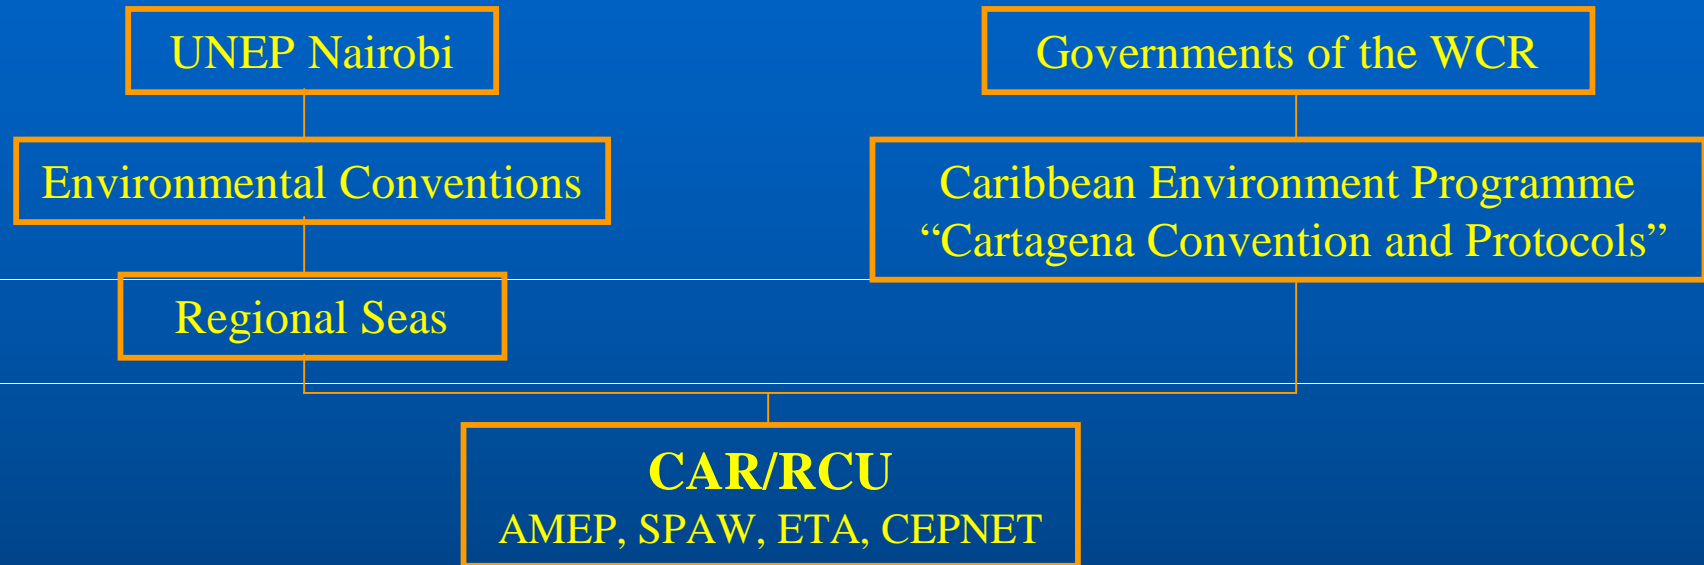 UNEP Nairobi
Governments of the WCR
Environmental Conventions
Caribbean Environment Programme
“Cartagena Convention and Protocols”
Regional Seas
CAR/RCU
AMEP, SPAW, ETA, CEPNET